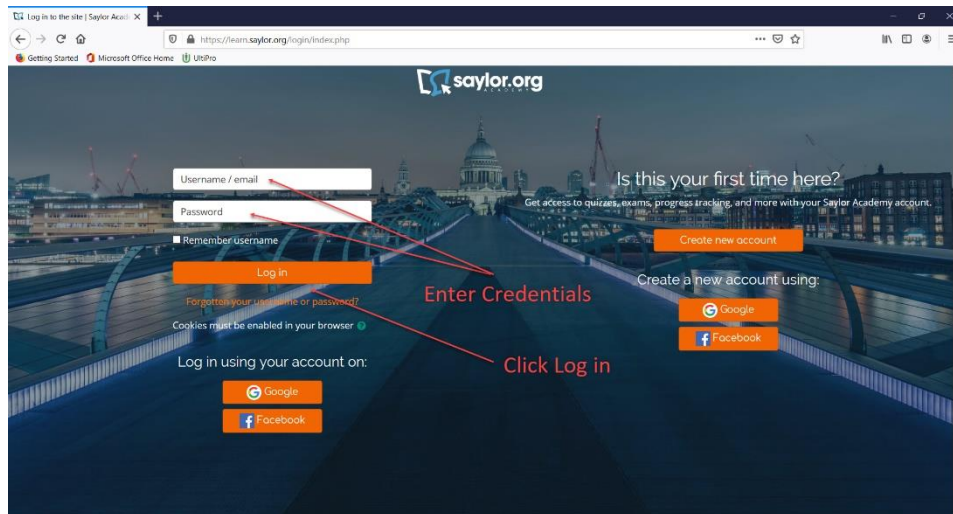 Log in to the site | Saylor Acad
https://learn.saylor.org/login/index.php
Getting Started Microsoft Office Home UltiPro
saylor.org
ACADEMY
Username / email
Password
Remember username
Log in
Forgotten your username or password?
Cookies must be enabled in your browser
Log in using your account on:
Google
Facebook
Enter Credentials
Click Log in
Is this your first time here?
Get access to quizzes, exams, progress tracking, and more with your Saylor Academy account.
Create new account
Create a new account using:
Google
Facebook